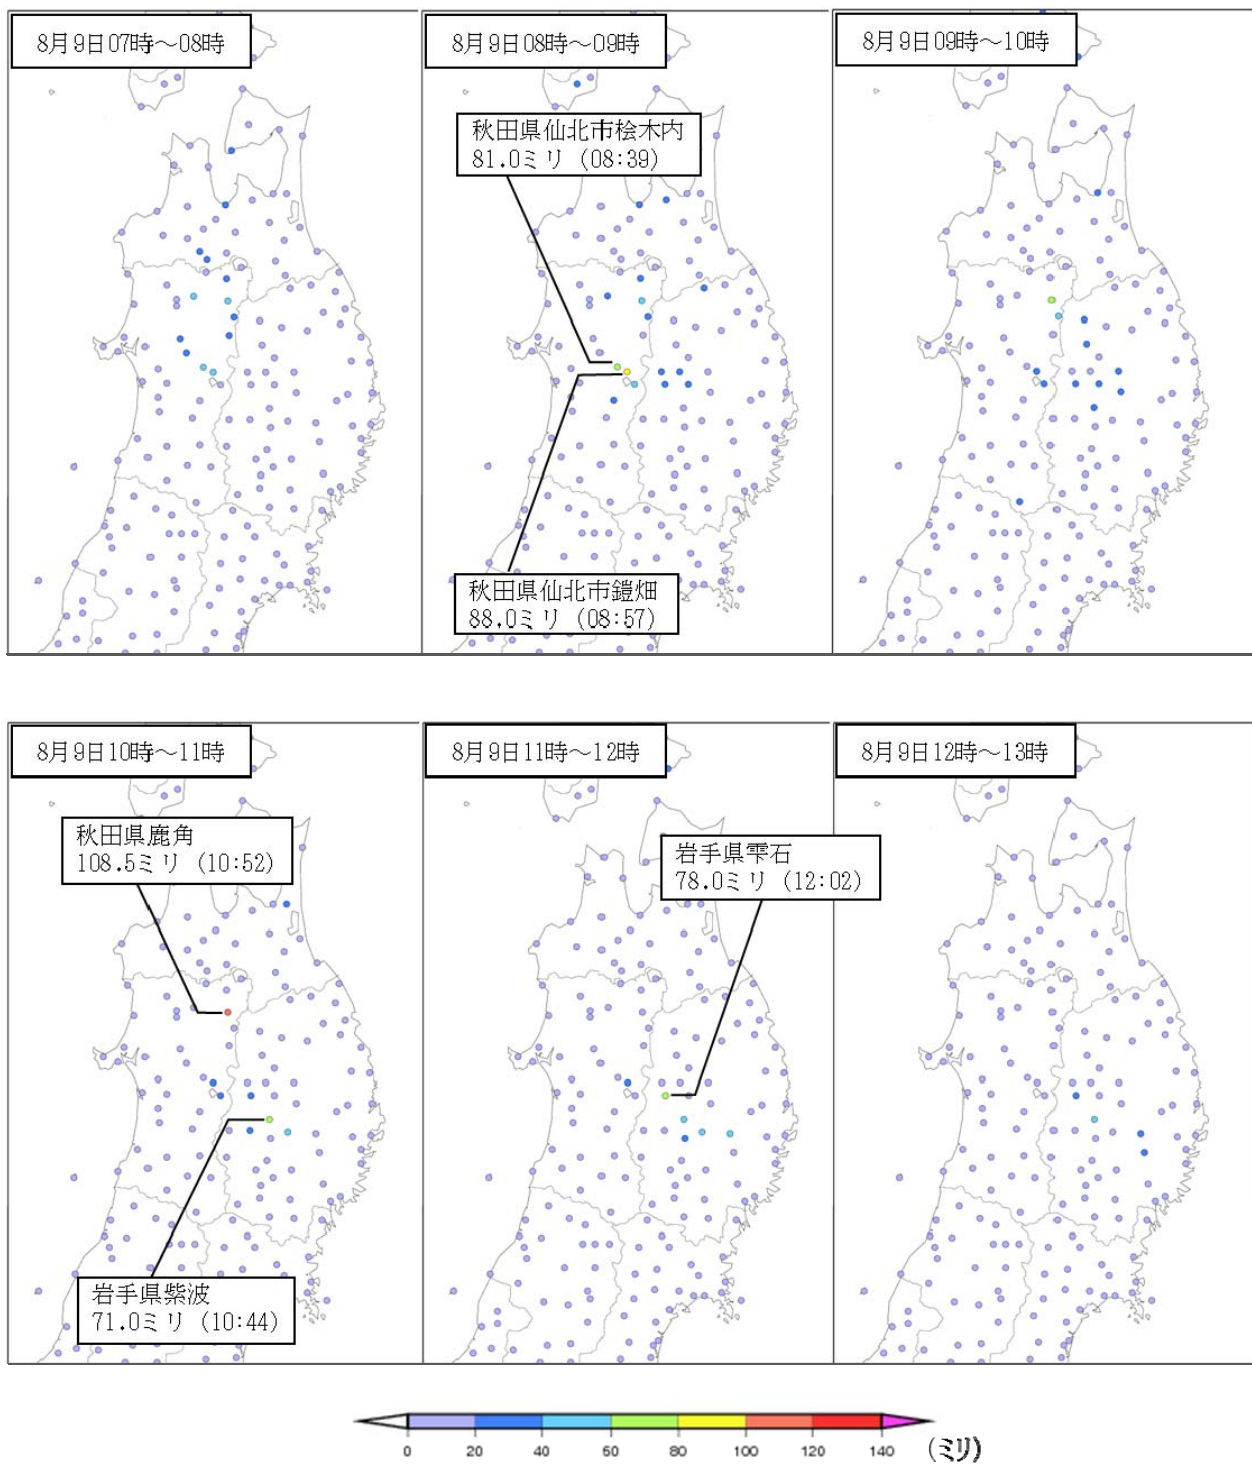 8月9日07時～08時
8月9日08時～09時
8月9日09時～10時
秋田県仙北市桧木内
81.0ミリ (08:39)
秋田県仙北市鎧畑
88.0ミリ (08:57)
8月9日10時～11時
8月9日11時～12時
8月9日12時～13時
秋田県鹿角
108.5ミリ (10:52)
岩手県雫石
78.0ミリ (12:02)
岩手県紫波
71.0ミリ (10:44)
0 20 40 60 80 100 120 140 (ミリ)